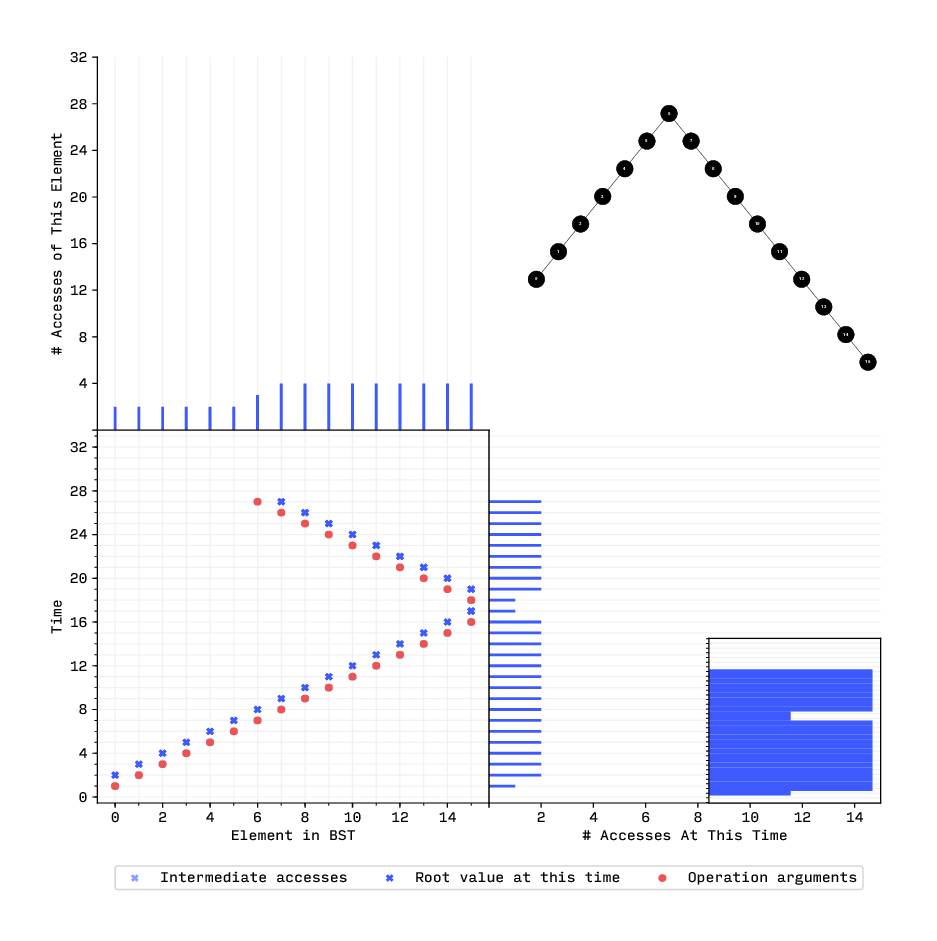 32
28
24
20
16
12
8
4
# Accesses of This Element
32
28
24
20
16
12
8
4
0
Time
0 2 4 6 8 10 12 14
Element in BST
2 4 6 8 10 12 14
# Accesses At This Time
Intermediate accesses Root value at this time Operation arguments